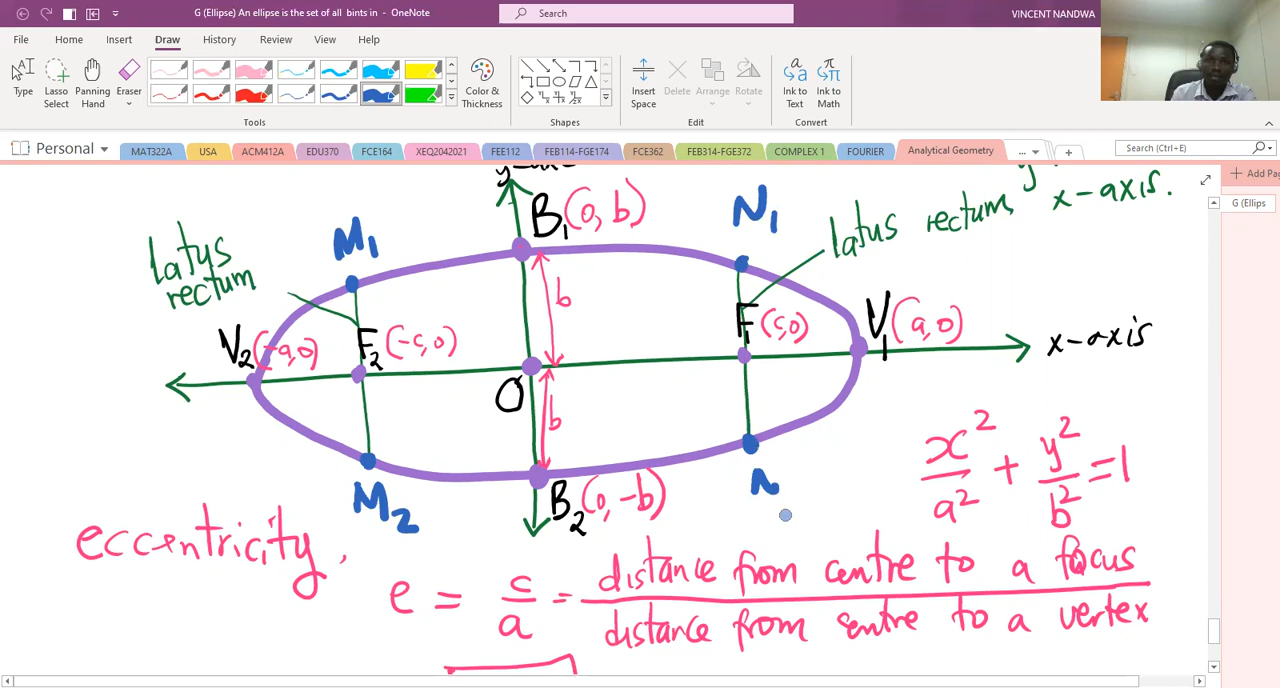 G (Ellipse) An ellipse is the set of all bints in - OneNote
Search
VINCENT NANDWA
File Home Insert Draw History Review View Help
Type
Lasso Select
Panning Hand
Eraser
Color & Thickness
Insert Space
Delete
Arrange
Rotate
Ink to Text
Ink to Math
Tools
Shapes
Edit
Convert
Personal
MAT322A USA ACM412A EDU370 FCE164 XEQ2042021 FEE112 FEB114-FGE174 FCE362 FEB314-FGE372 COMPLEX 1 FOURIER Analytical Geometry ...
Search (Ctrl+E)
Add Pag
G (Ellips
x-axis.
B1(0, b)
N1
latus rectum,
M1
latus
rectum
b
V2(-a,0)
F2(-c,0)
F1(c,0)
V1(a,0)
x-axis
O
b
x²/a² + y²/b² = 1
M2
B2(0, -b)
N
eccentricity,
e = c/a = distance from centre to a focus
distance from sentre to a vertex